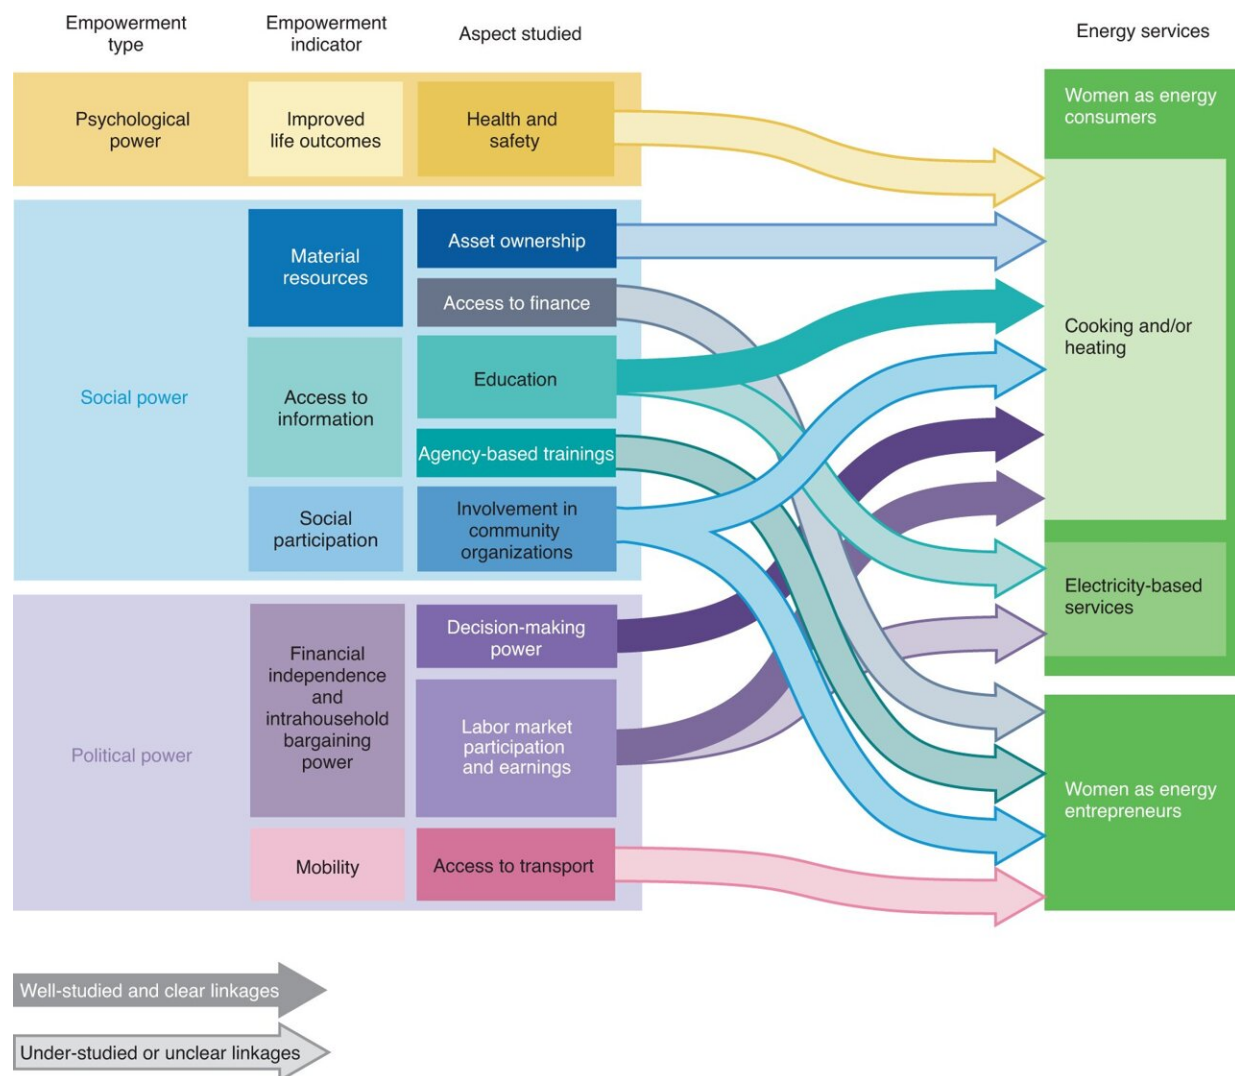 Empowerment
type
Empowerment
indicator
Aspect studied
Energy services
Psychological
power
Improved
life outcomes
Health and
safety
Women as energy
consumers
Social power
Material
resources
Asset ownership
Access to finance
Cooking and/or
heating
Access to
information
Education
Agency-based trainings
Social
participation
Involvement in
community
organizations
Electricity-based
services
Political power
Financial
independence
and
intrahousehold
bargaining
power
Decision-making
power
Labor market
participation
and earnings
Women as energy
entrepreneurs
Mobility
Access to transport
Well-studied and clear linkages
Under-studied or unclear linkages